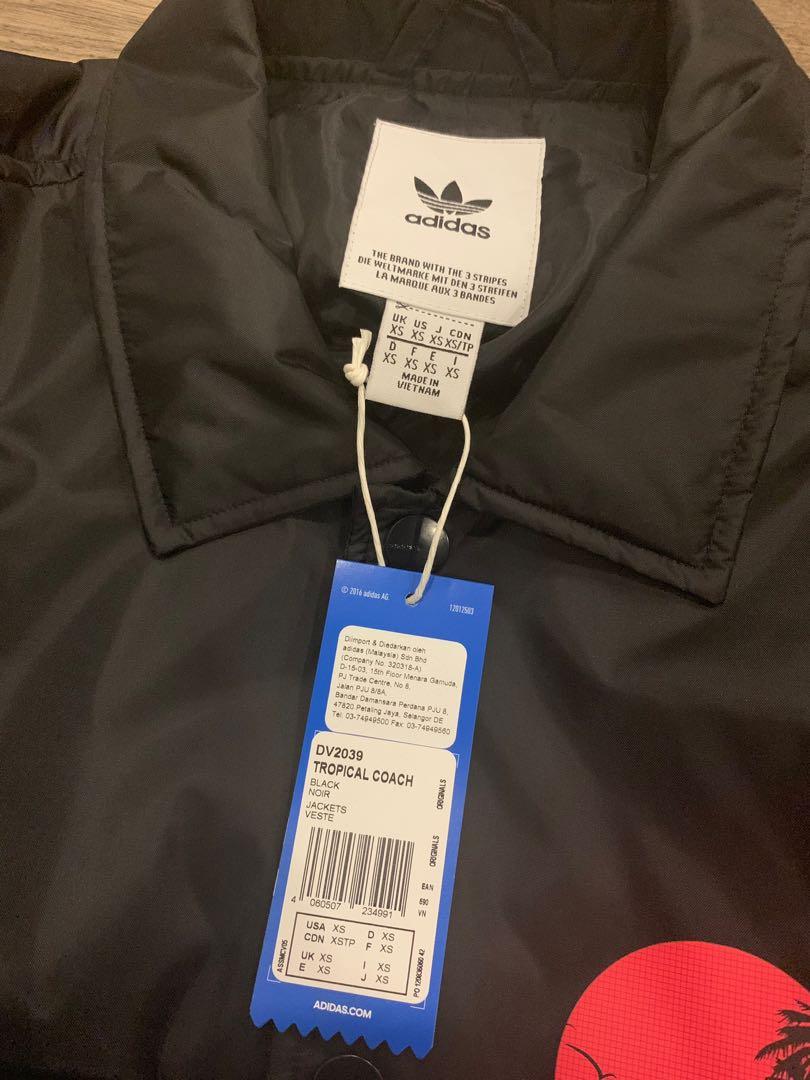 adidas
THE BRAND WITH THE 3 STRIPES
DIE WELTMARKE MIT DEN 3 STREIFEN
LA MARQUE AUX 3 BANDES
UK US J CDN
XS XS XS XS/TP
D F E I
XS XS XS XS
MADE IN
VIETNAM
© 2016 adidas AG.
12012503
Diimport & Diedarkan oleh
adidas (Malaysia) Sdn Bhd
(Company No. 320318-A)
D-15-03, 15th Floor Menara Gamuda,
PJ Trade Centre, No 8,
Jalan PJU 8/8A,
Bandar Damansara Perdana PJU 8,
47820 Petaling Jaya, Selangor DE
Tel: 03-74949500 Fax: 03-74949560
DV2039
TROPICAL COACH
BLACK
NOIR
JACKETS
VESTE
ORIGINALS
ORIGINALS
EAN
690
VN
4 060507 234991
USA XS D XS
CDN XSTP F XS
UK XS I XS
E XS J XS
ASSMCV05
ADIDAS.COM